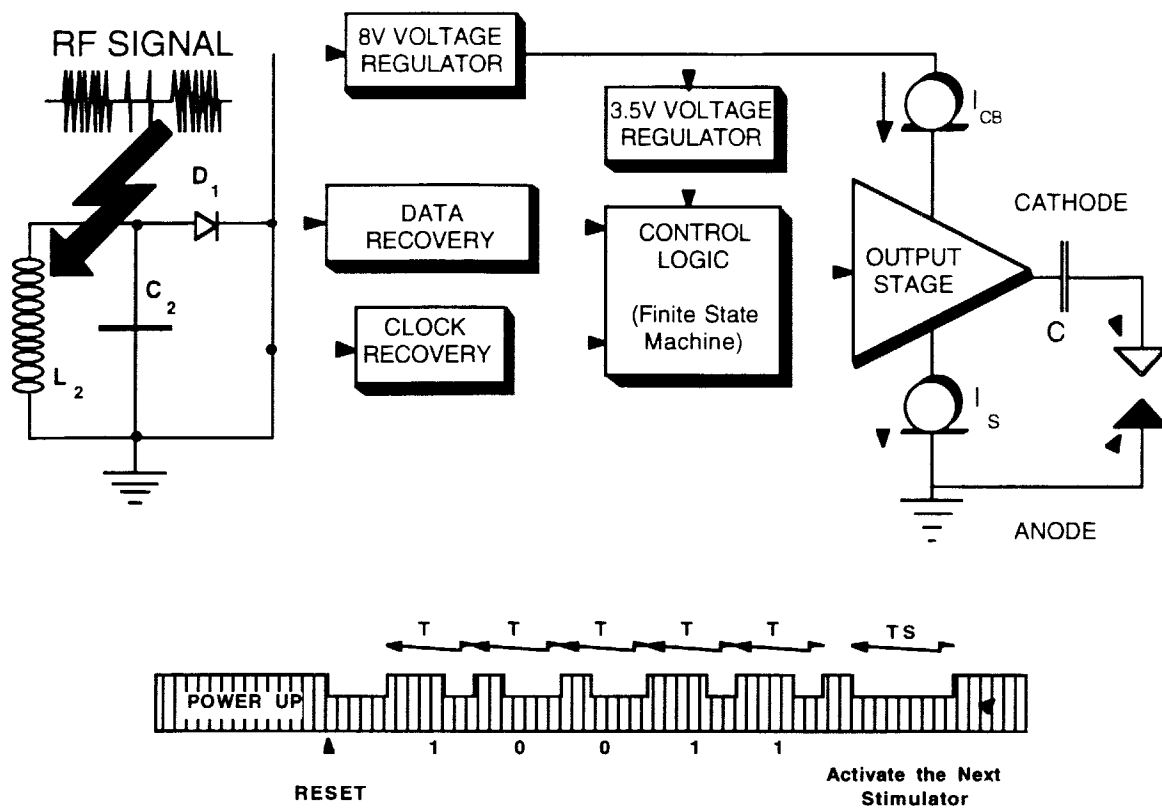 RF SIGNAL
8V VOLTAGE
REGULATOR
I CB
3.5V VOLTAGE
REGULATOR
D 1
DATA
RECOVERY
CONTROL
LOGIC
(Finite State
Machine)
OUTPUT
STAGE
CATHODE
C 2
CLOCK
RECOVERY
C
L 2
I S
ANODE
T T T T T TS
POWER UP
1 0 0 1 1
RESET
Activate the Next
Stimulator